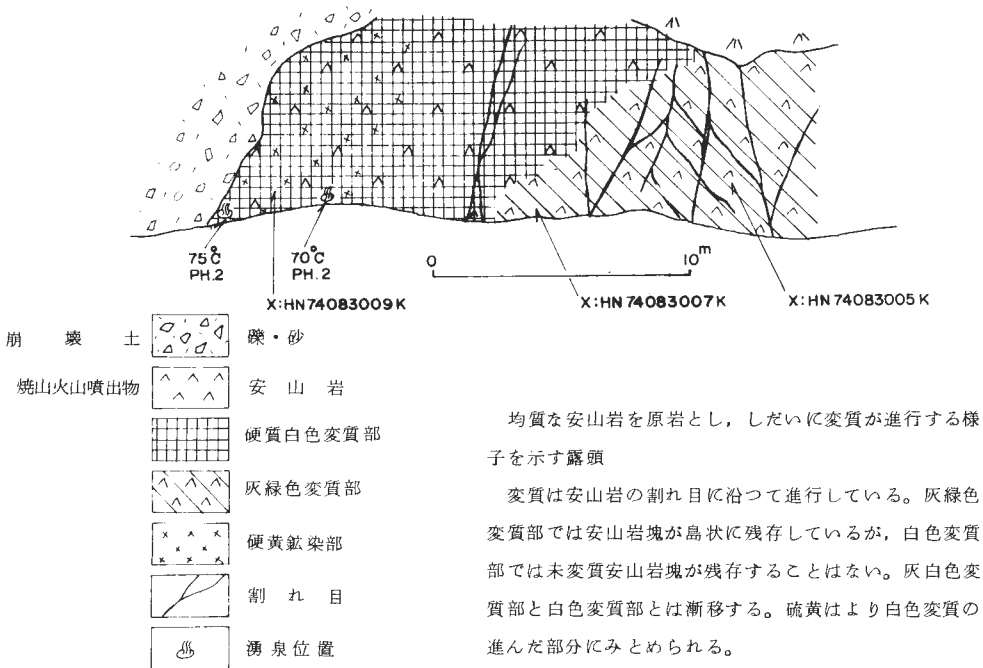 75°C
PH.2
70°C
PH.2
0
10m
X:HN74083009K
X:HN74083007K
X:HN74083005K
崩壊土
礫・砂
焼山火山噴出物
安山岩
硬質白色変質部
灰緑色変質部
硬黄鉱染部
割れ目
湧泉位置
均質な安山岩を原岩とし，しだいに変質が進行する様
子を示す露頭
変質は安山岩の割れ目に沿つて進行している。灰緑色
変質部では安山岩塊が島状に残存しているが，白色変質
部では未変質安山岩塊が残存することはない。灰白色変
質部と白色変質部とは漸移する。硫黄はより白色変質の
進んだ部分にみとめられる。